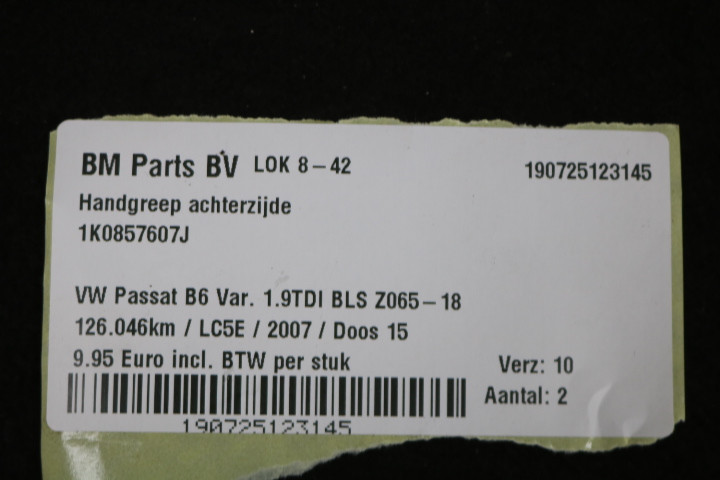 BM Parts BV LOK 8-42 190725123145
Handgreep achterzijde
1K0857607J
VW Passat B6 Var. 1.9TDI BLS Z065-18
126.046km / LC5E / 2007 / Doos 15
9.95 Euro incl. BTW per stuk Verz: 10
Aantal: 2
190725123145